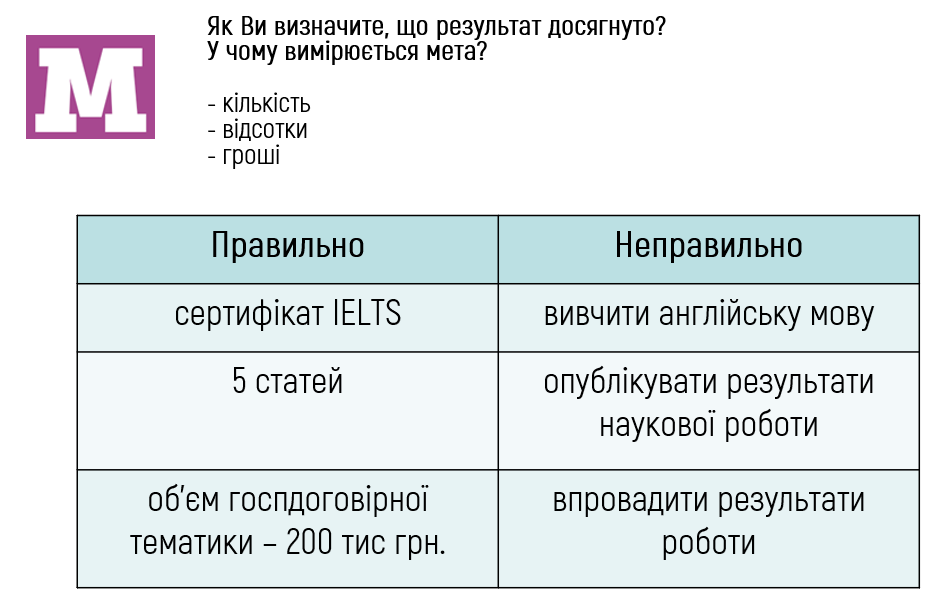 Як Ви визначите, що результат досягнуто?
У чому вимірюється мета?
М
- кількість
- відсотки
- гроші
Правильно
Неправильно
сертифікат IELTS
вивчити англійську мову
5 статей
опублікувати результати
наукової роботи
об'єм госпдоговірної
тематики – 200 тис грн.
впровадити результати
роботи